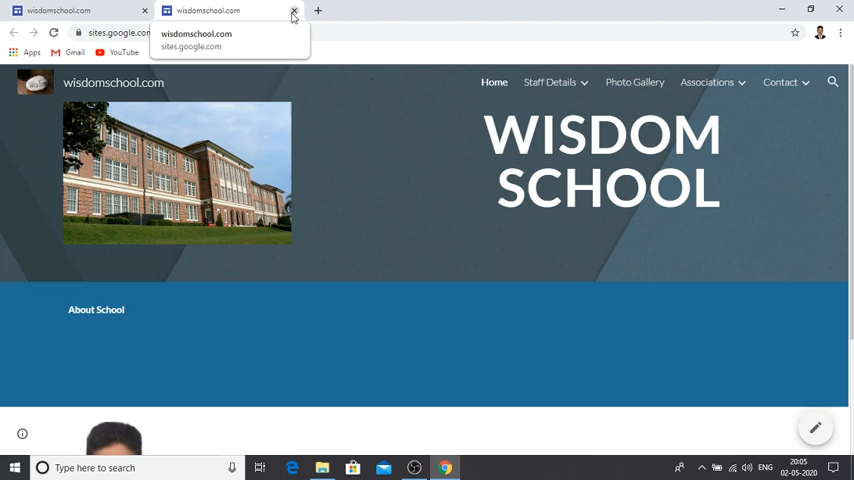 wisdomschool.com
wisdomschool.com
sites.google.com
wisdomschool.com
sites.google.com
Apps
Gmail
YouTube
wisdomschool.com
Home
Staff Details
Photo Gallery
Associations
Contact
WISDOM
SCHOOL
About School
Type here to search
ENG
20:05
02-05-2020